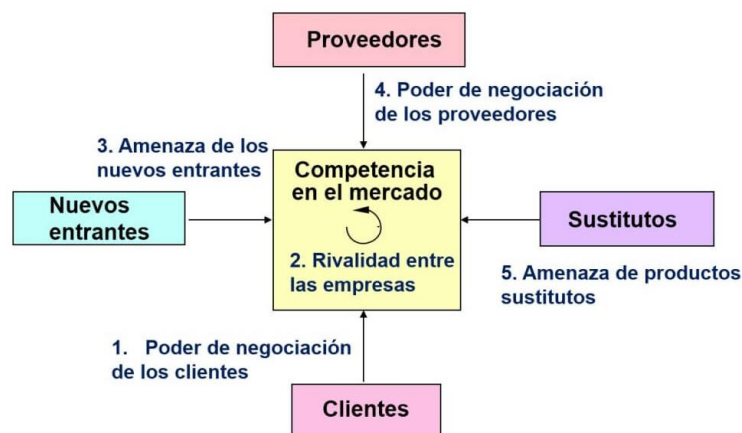 Proveedores
4. Poder de negociación
de los proveedores
3. Amenaza de los
nuevos entrantes
Competencia
en el mercado
Nuevos
entrantes
Sustitutos
2. Rivalidad entre
las empresas
5. Amenaza de productos
sustitutos
1. Poder de negociación
de los clientes
Clientes